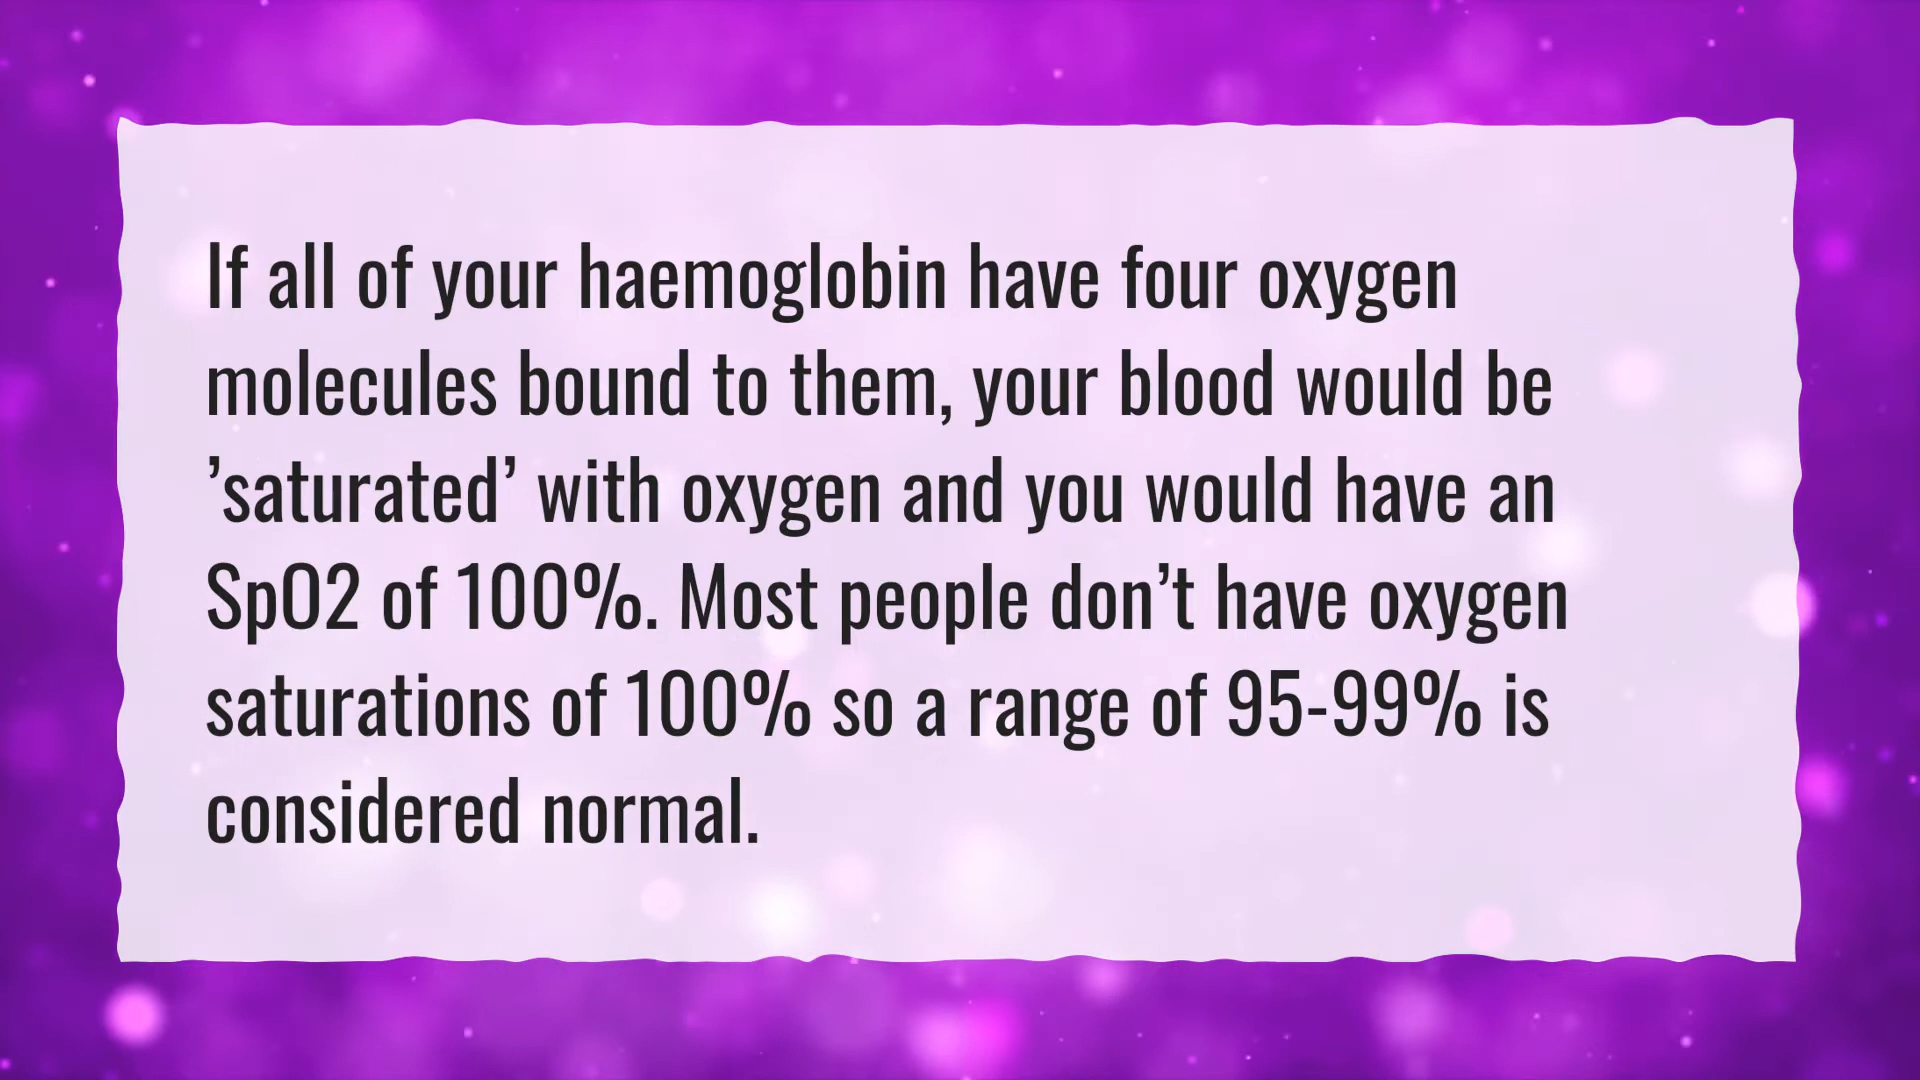 If all of your haemoglobin have four oxygen
molecules bound to them, your blood would be
’saturated’ with oxygen and you would have an
SpO2 of 100%. Most people don’t have oxygen
saturations of 100% so a range of 95-99% is
considered normal.